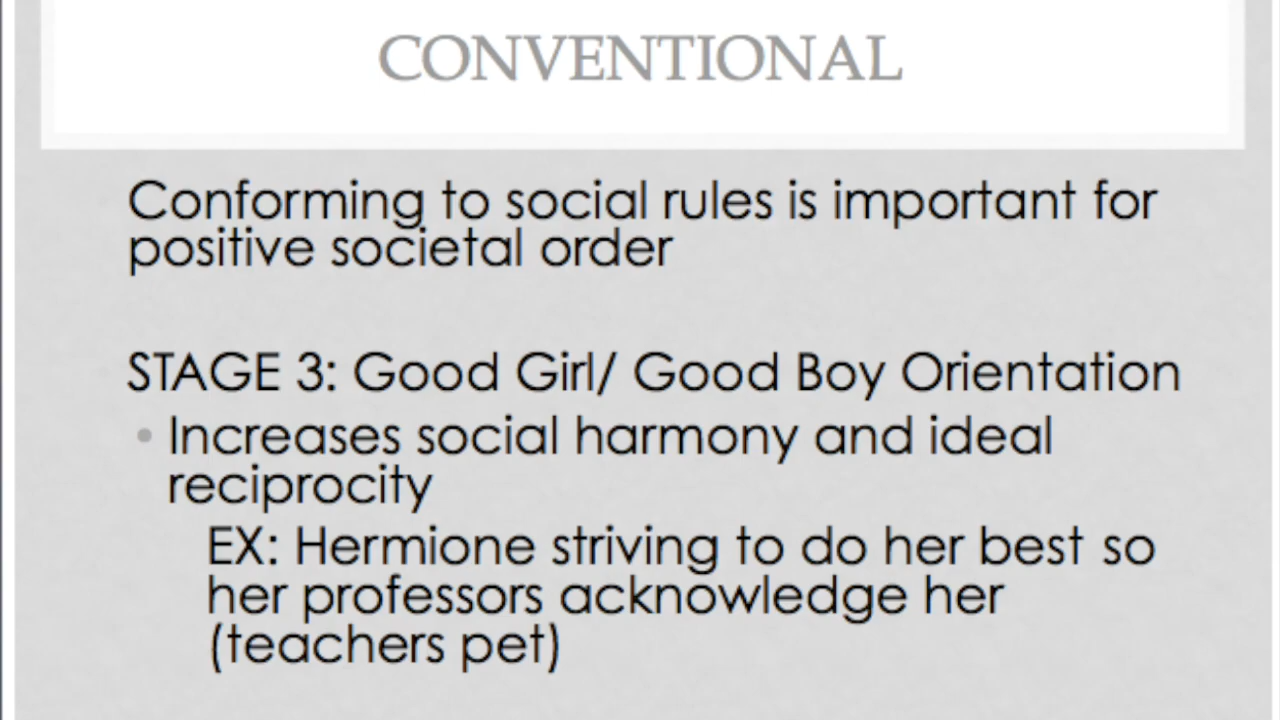 CONVENTIONAL
Conforming to social rules is important for
positive societal order
STAGE 3: Good Girl/ Good Boy Orientation
• Increases social harmony and ideal
reciprocity
EX: Hermione striving to do her best so
her professors acknowledge her
(teachers pet)